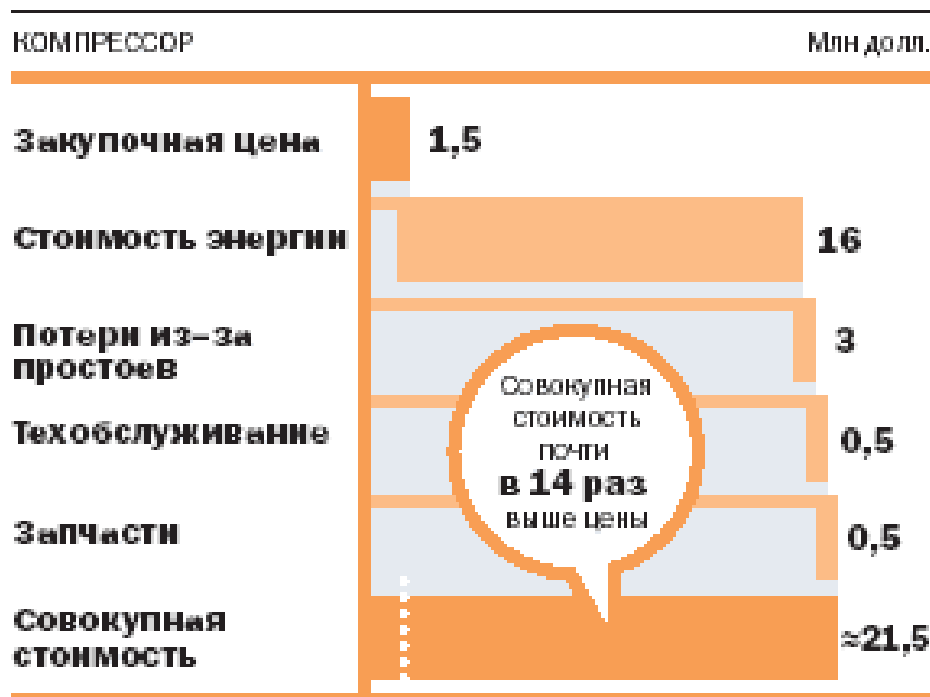 КОМПРЕССОР Млн долл.
Закупочная цена 1,5
Стоимость энергии 16
Потери из-за
простоев 3
Техобслуживание 0,5
Запчасти 0,5
Совокупная
стоимость
почти
в 14 раз
выше цены
Совокупная
стоимость ≈21,5